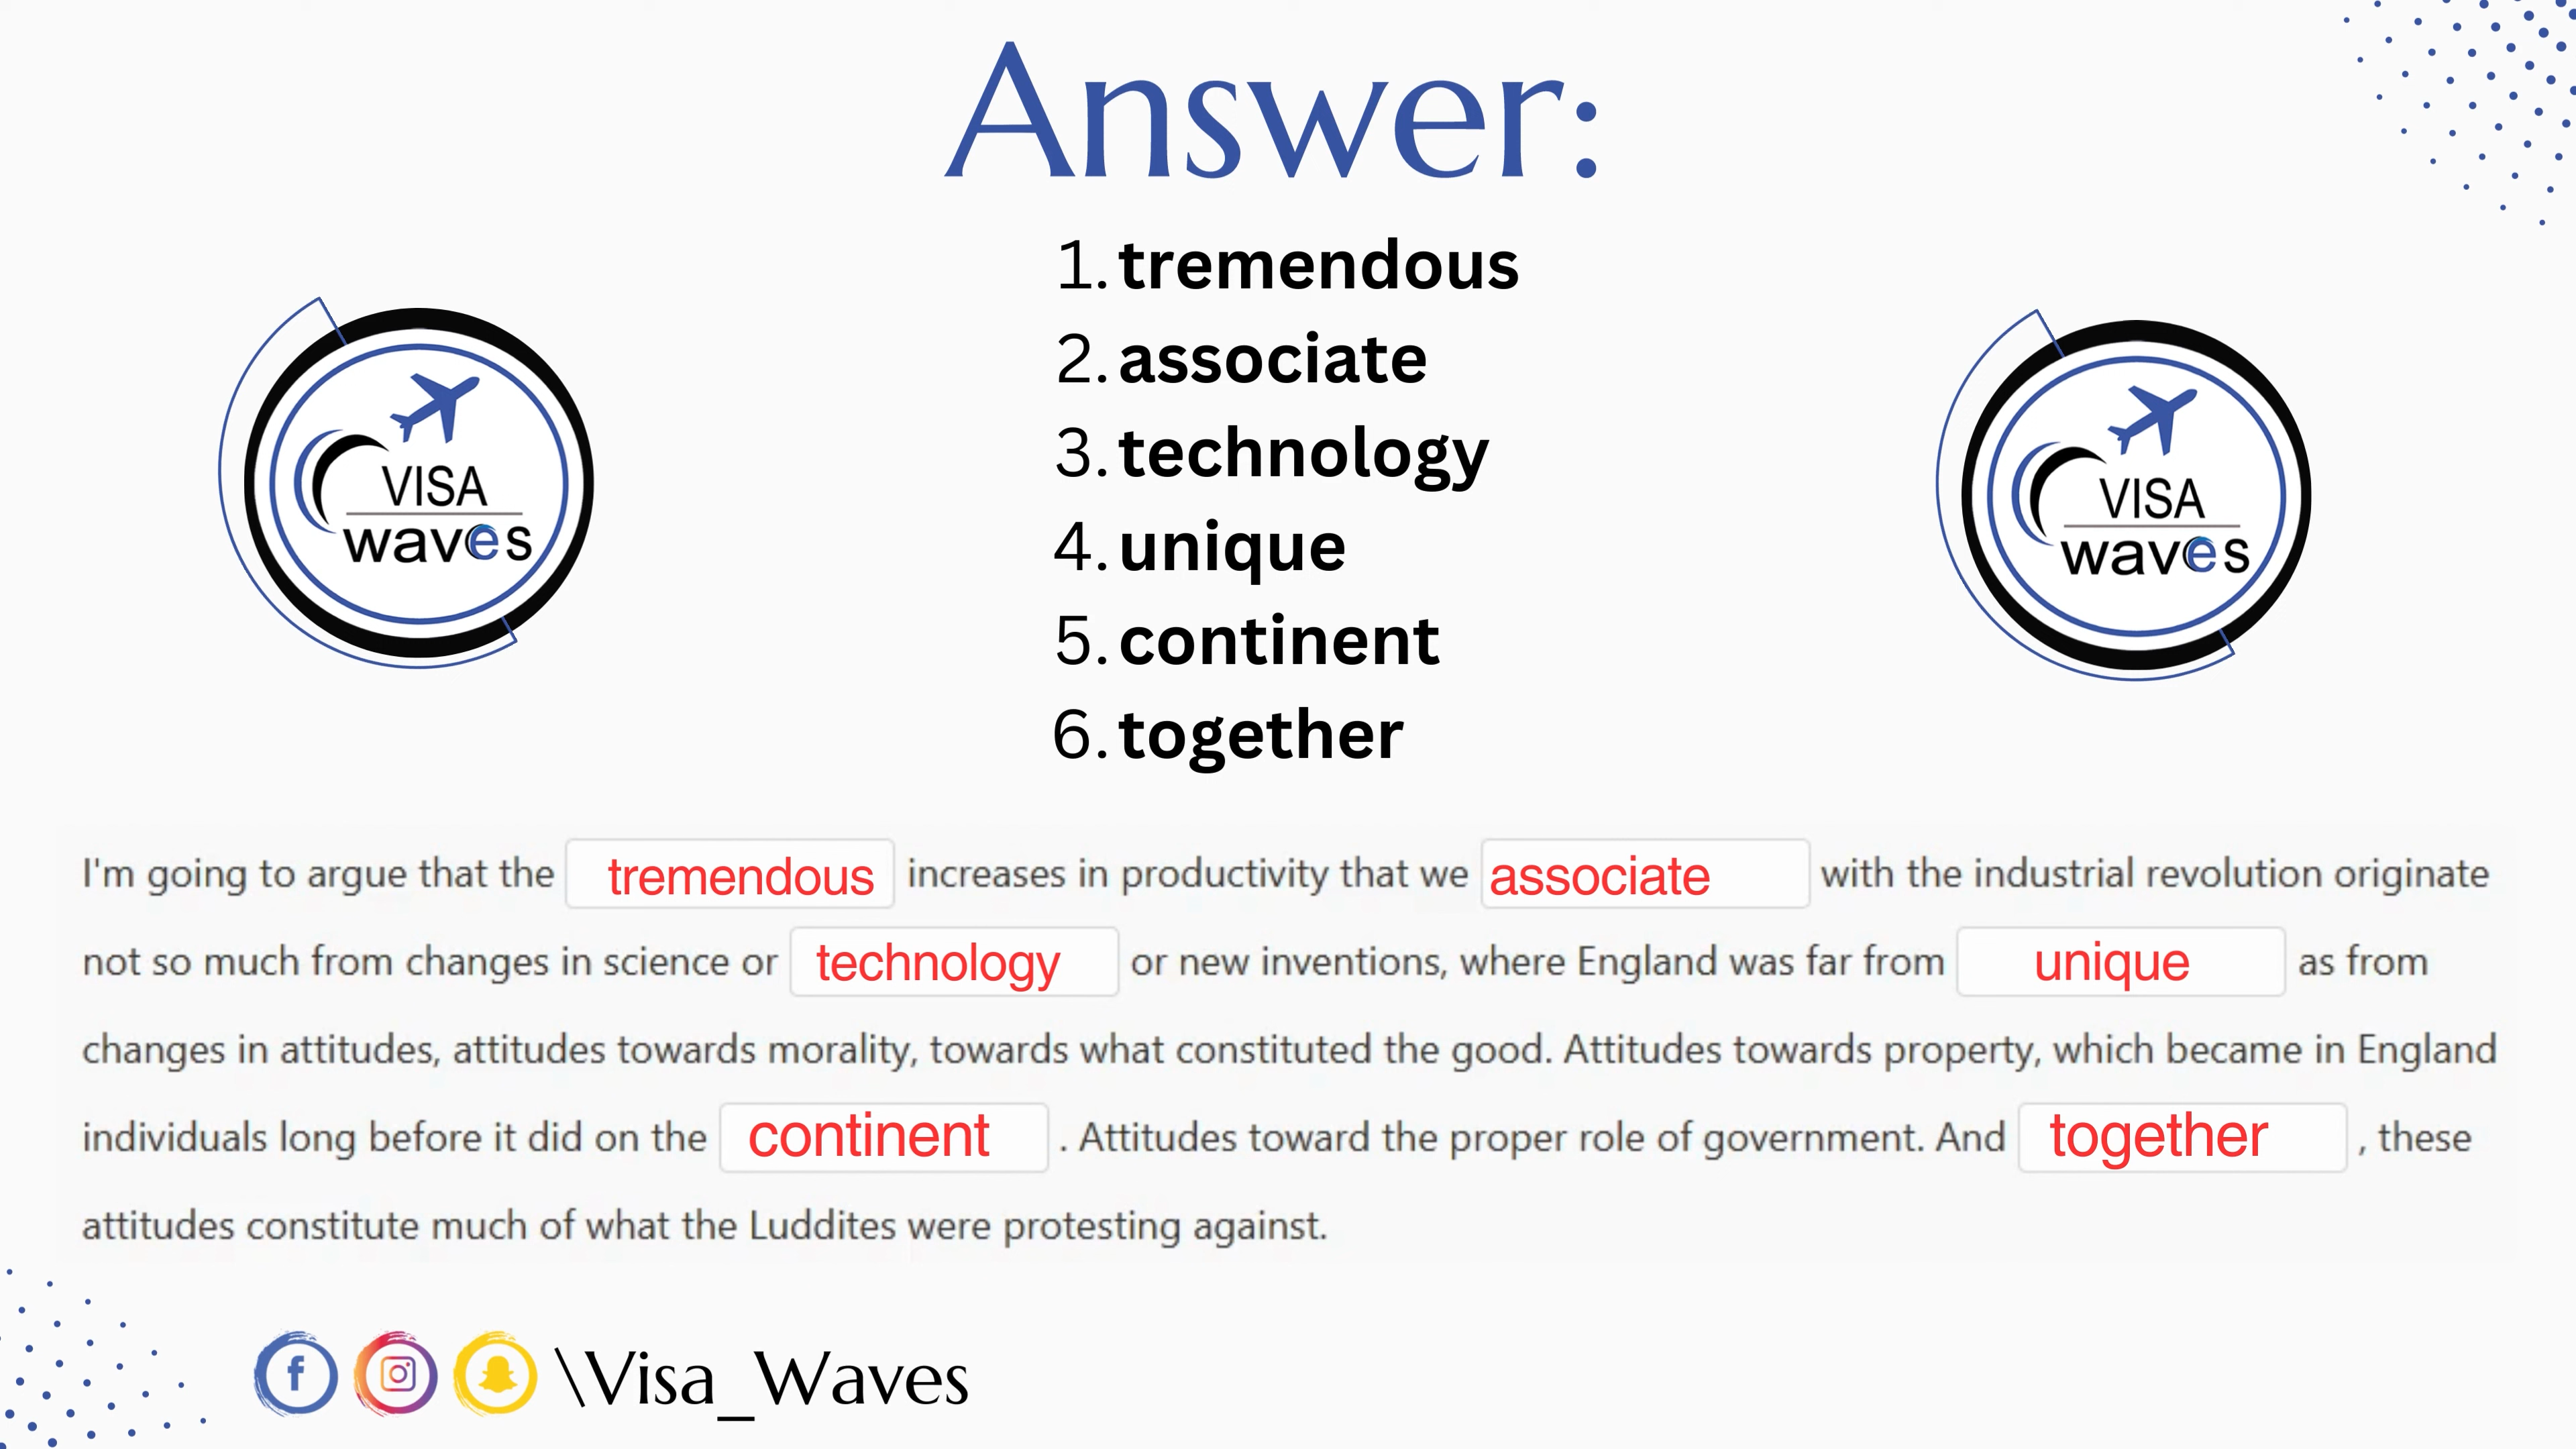 Answer:
1. tremendous
2. associate
3. technology
4. unique
5. continent
6. together
VISA
waves
VISA
waves
I'm going to argue that the tremendous increases in productivity that we associate with the industrial revolution originate
not so much from changes in science or technology or new inventions, where England was far from unique as from
changes in attitudes, attitudes towards morality, towards what constituted the good. Attitudes towards property, which became in England
individuals long before it did on the continent . Attitudes toward the proper role of government. And together , these
attitudes constitute much of what the Luddites were protesting against.
\Visa_Waves